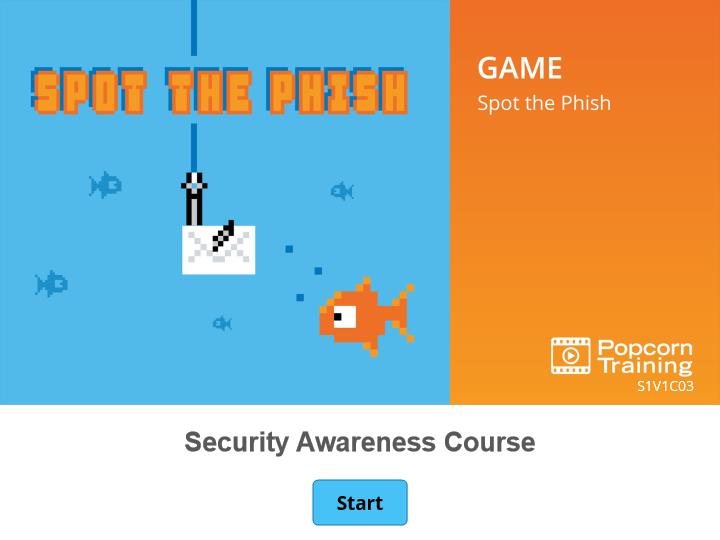 SPOT THE PHISH
GAME
Spot the Phish
Popcorn
Training
S1V1C03
Security Awareness Course
Start